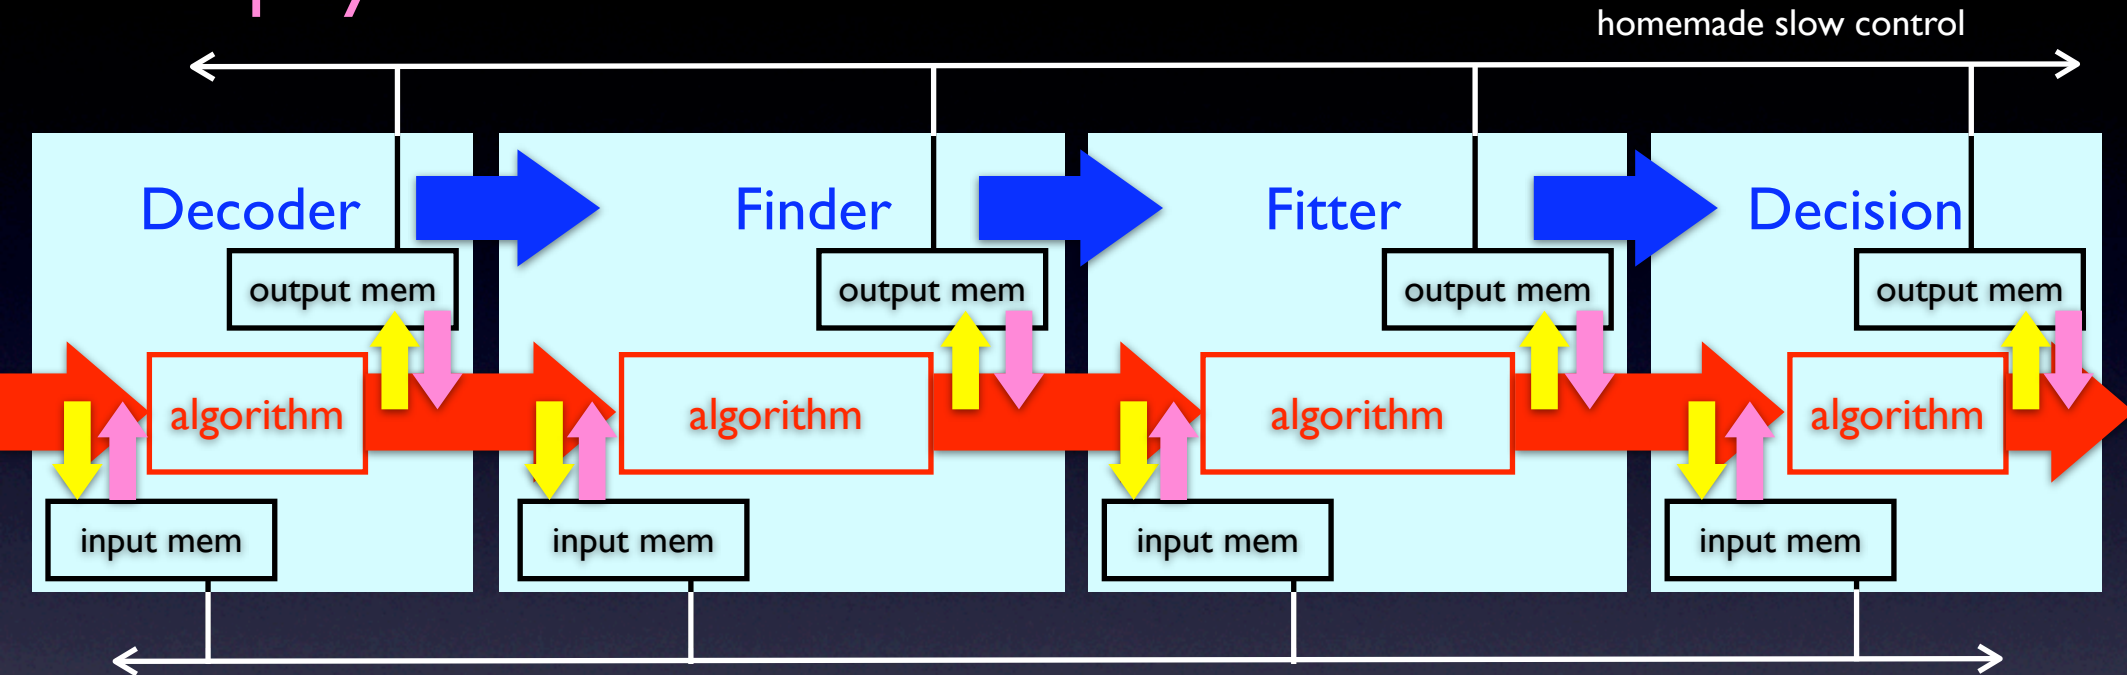 homemade slow control
Decoder
Finder
Fitter
Decision
output mem
output mem
output mem
output mem
algorithm
algorithm
algorithm
algorithm
input mem
input mem
input mem
input mem